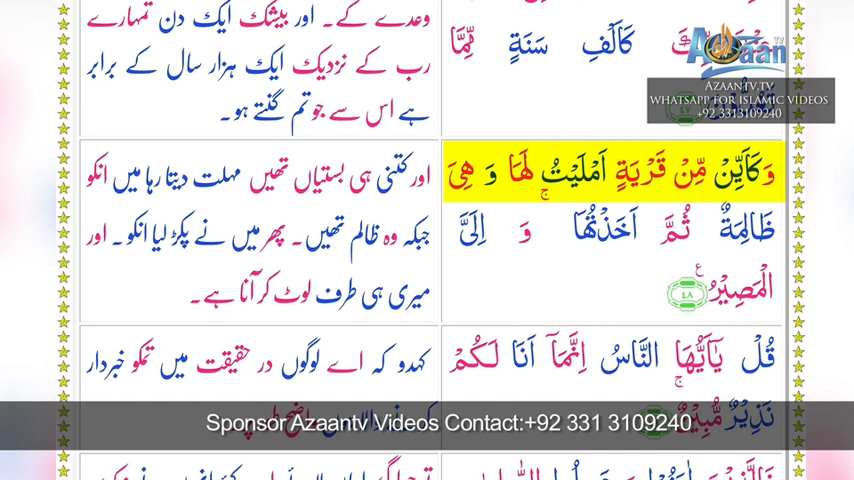 وعدے کے۔ اور بیشک ایک دن تمہارے
رب کے نزدیک ایک ہزار سال کے برابر
ہے اس سے جو تم گنتے ہو۔
كَاَلْفِ سَنَةٍ مِّمَّا
Azaan TV
AZAANTV.TV
WHATSAPP FOR ISLAMIC VIDEOS
+92 3313109240
وَكَاَيِّنْ مِّنْ قَرْيَةٍ اَمْلَيْتُ لَهَا وَ هِىَ
ظَالِمَةٌ ثُمَّ اَخَذْتُهَا ۚ وَ اِلَىَّ
الْمَصِيْرُ ࣖ ٤٨
اور کتنی ہی بستیاں تھیں مہلت دیتا رہا میں انکو
جبکہ وہ ظالم تھیں۔ پھر میں نے پکڑ لیا انکو۔ اور
میری ہی طرف لوٹ کر آنا ہے۔
قُلْ يٰٓاَيُّهَا النَّاسُ اِنَّمَاۤ اَنَا لَـكُمْ
نَذِيْرٌ مُّبِيْنٌ ۚ
کہدو کہ اے لوگوں در حقیقت میں تمکو خبردار
Sponsor Azaantv Videos Contact:+92 331 3109240